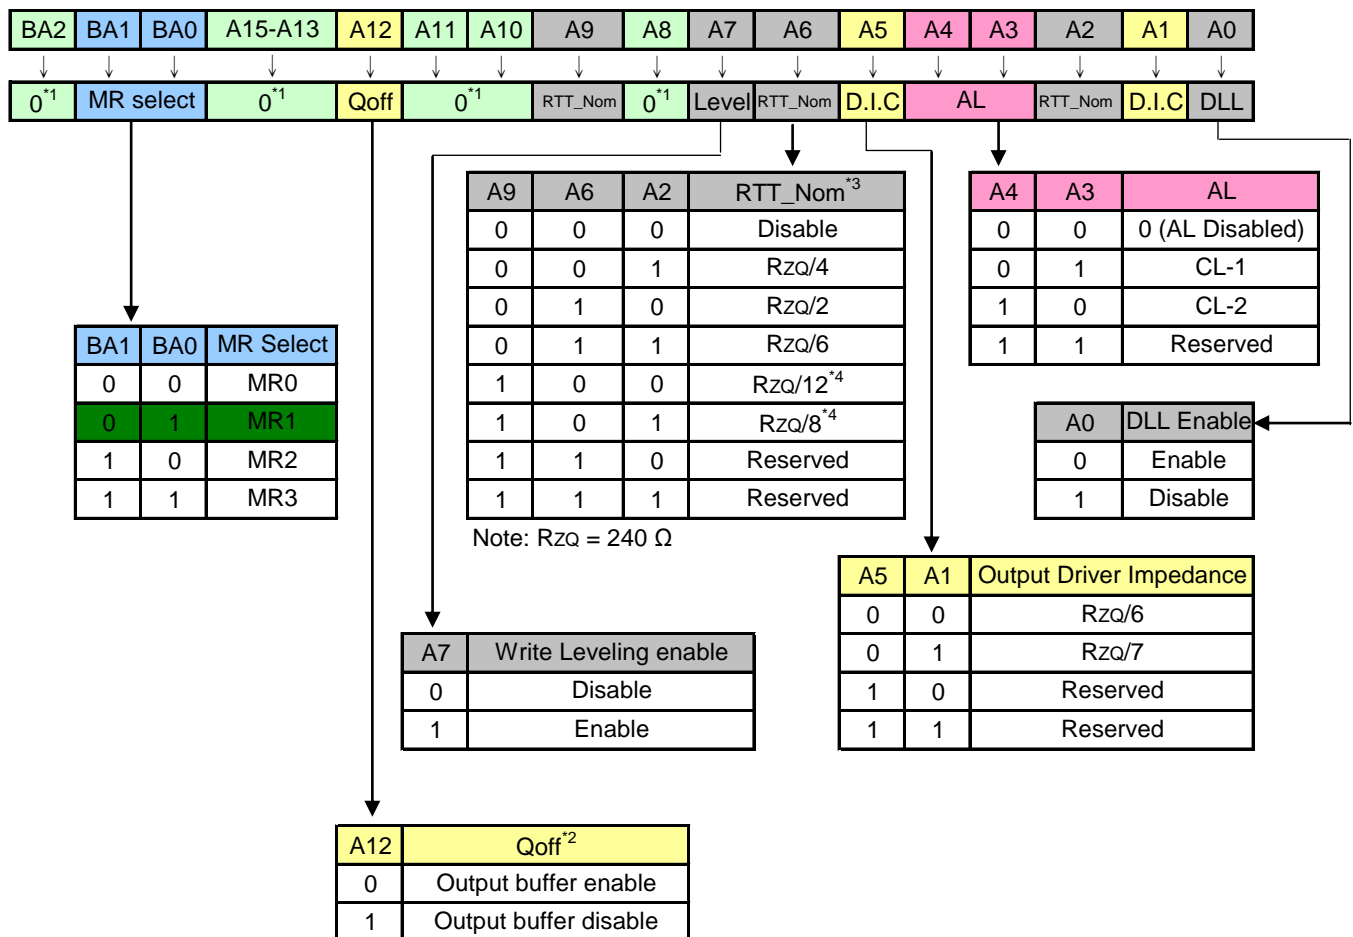 BA2 BA1 BA0 A15-A13 A12 A11 A10 A9 A8 A7 A6 A5 A4 A3 A2 A1 A0
0*1 MR select 0*1 Qoff 0*1 RTT_Nom 0*1 Level RTT_Nom D.I.C AL RTT_Nom D.I.C DLL
A9 A6 A2 RTT_Nom*3
0 0 0 Disable
0 0 1 RZQ/4
0 1 0 RZQ/2
0 1 1 RZQ/6
1 0 0 RZQ/12*4
1 0 1 RZQ/8*4
1 1 0 Reserved
1 1 1 Reserved
Note: RZQ = 240 Ω
A4 A3 AL
0 0 0 (AL Disabled)
0 1 CL-1
1 0 CL-2
1 1 Reserved
BA1 BA0 MR Select
0 0 MR0
0 1 MR1
1 0 MR2
1 1 MR3
A0 DLL Enable
0 Enable
1 Disable
A5 A1 Output Driver Impedance
0 0 RZQ/6
0 1 RZQ/7
1 0 Reserved
1 1 Reserved
A7 Write Leveling enable
0 Disable
1 Enable
A12 Qoff*2
0 Output buffer enable
1 Output buffer disable